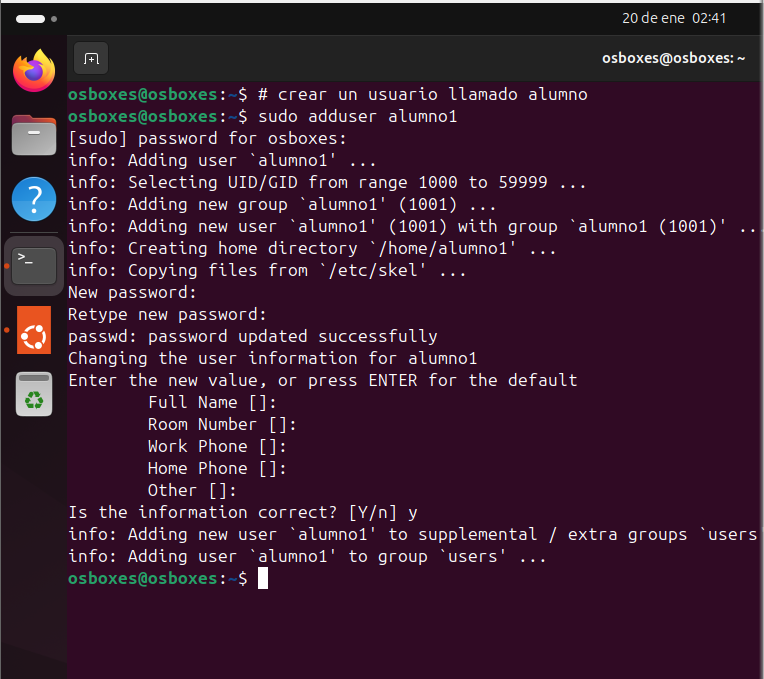 20 de ene 02:41
osboxes@osboxes: ~
osboxes@osboxes:~$ # crear un usuario llamado alumno
osboxes@osboxes:~$ sudo adduser alumno1
[sudo] password for osboxes:
info: Adding user `alumno1' ...
info: Selecting UID/GID from range 1000 to 59999 ...
info: Adding new group `alumno1' (1001) ...
info: Adding new user `alumno1' (1001) with group `alumno1 (1001)' ...
info: Creating home directory `/home/alumno1' ...
info: Copying files from `/etc/skel' ...
New password:
Retype new password:
passwd: password updated successfully
Changing the user information for alumno1
Enter the new value, or press ENTER for the default
Full Name []:
Room Number []:
Work Phone []:
Home Phone []:
Other []:
Is the information correct? [Y/n] y
info: Adding new user `alumno1' to supplemental / extra groups `users'
info: Adding user `alumno1' to group `users' ...
osboxes@osboxes:~$